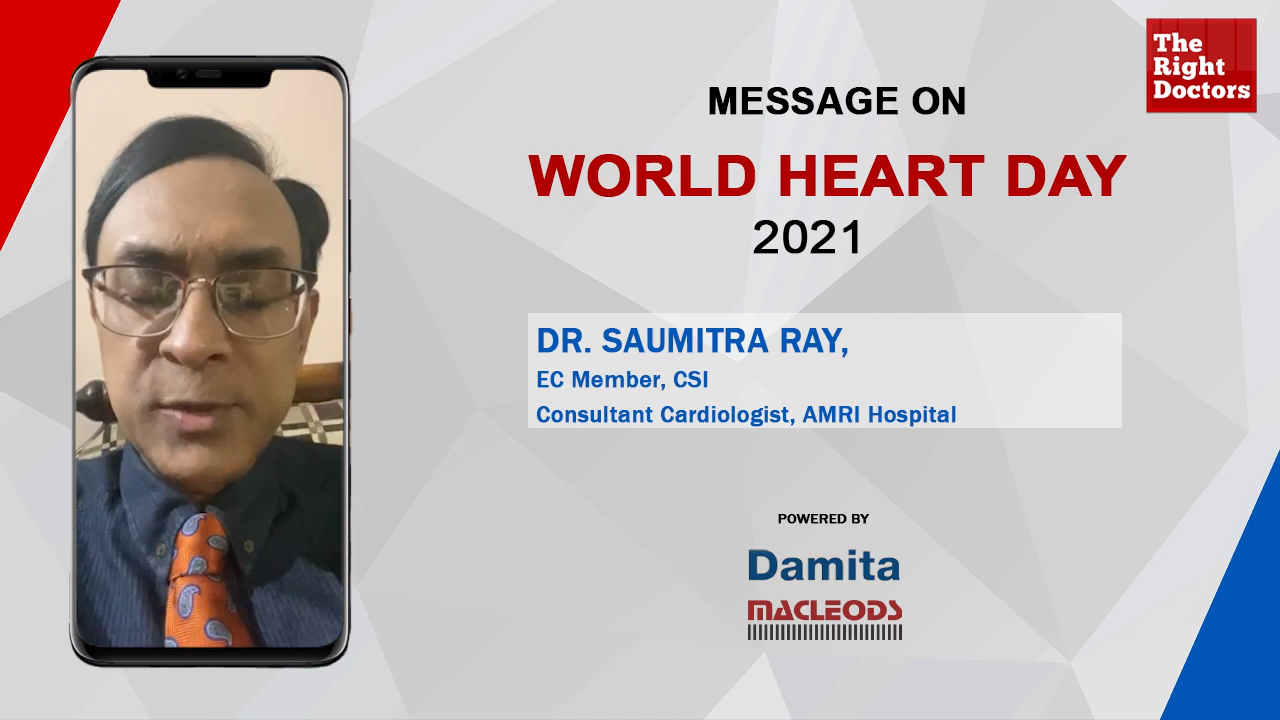 The
Right
Doctors
MESSAGE ON
WORLD HEART DAY
2021
DR. SAUMITRA RAY,
EC Member, CSI
Consultant Cardiologist, AMRI Hospital
POWERED BY
Damita
MACLEODS